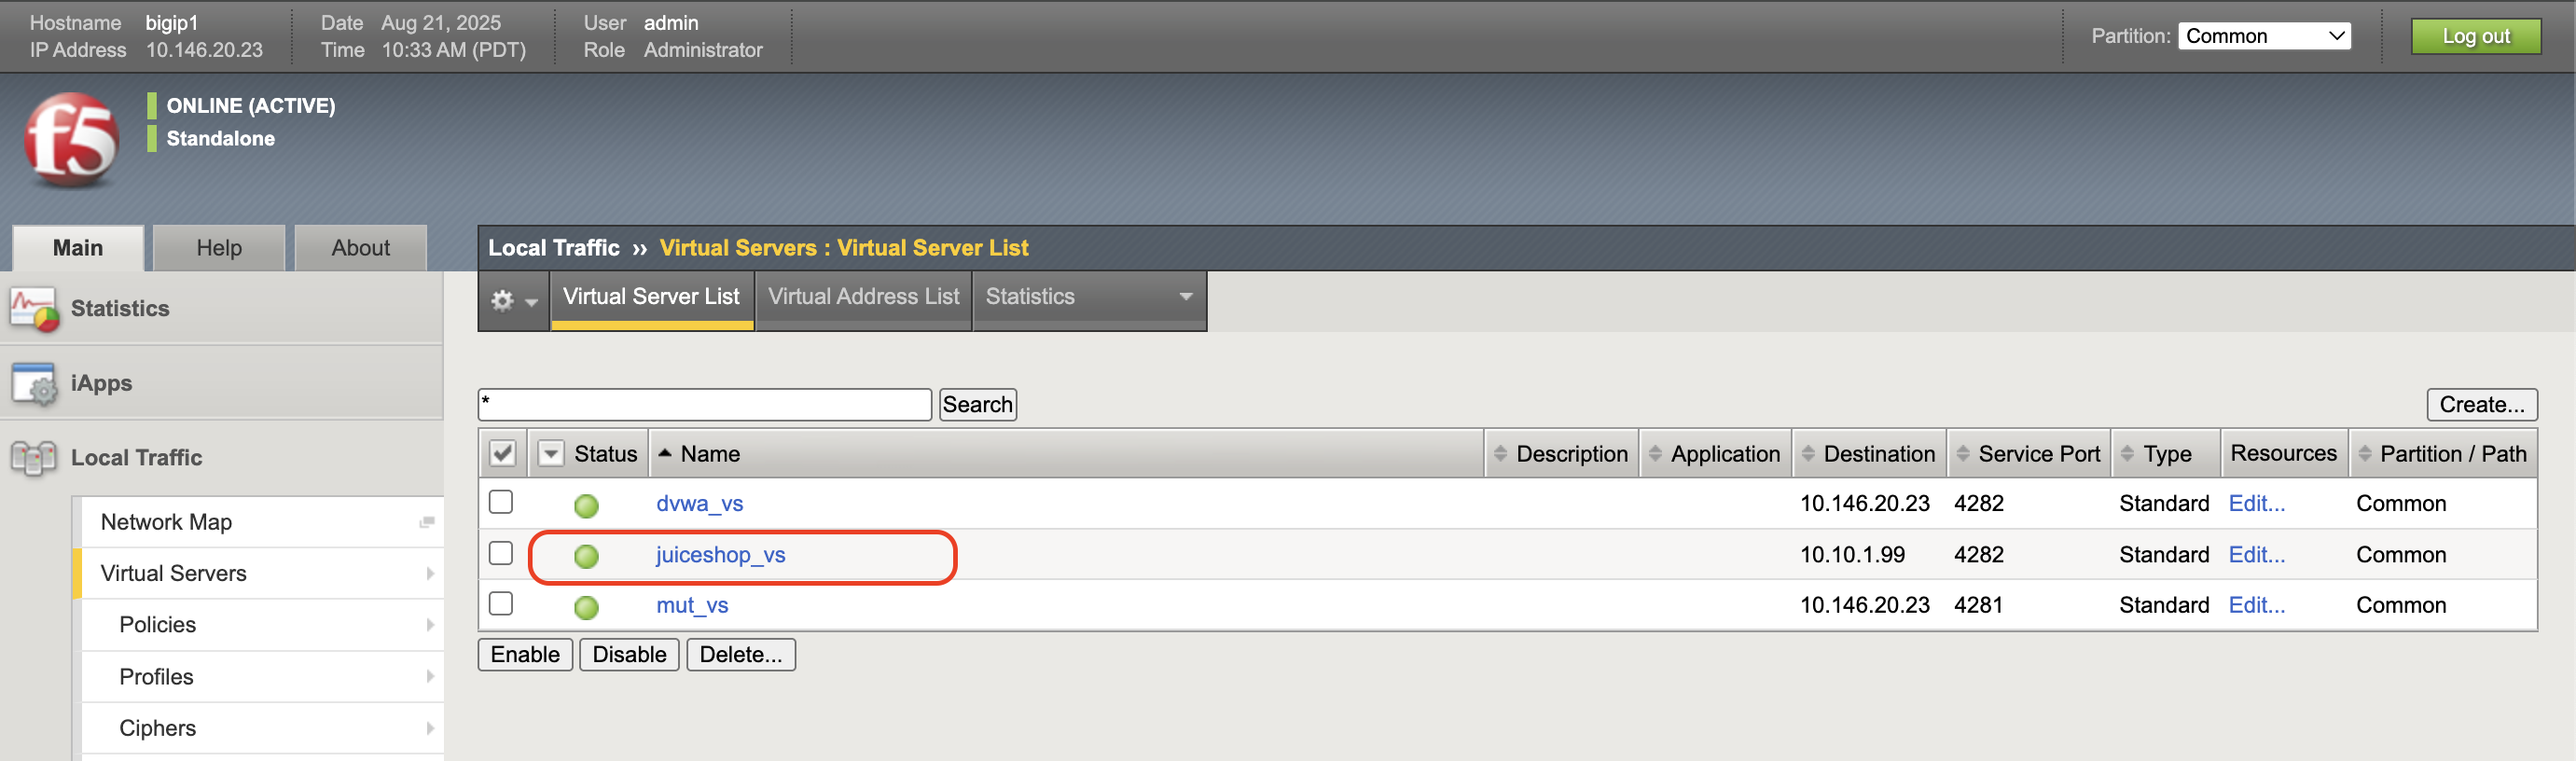 Hostname bigip1 Date Aug 21, 2025 User admin
IP Address 10.146.20.23 Time 10:33 AM (PDT) Role Administrator
Partition: Common Log out
f5
ONLINE (ACTIVE)
Standalone
Main Help About
Local Traffic ›› Virtual Servers : Virtual Server List
Virtual Server List Virtual Address List Statistics
Statistics
iApps
Local Traffic
Network Map
Virtual Servers
Policies
Profiles
Ciphers
* Search Create...
Status Name Description Application Destination Service Port Type Resources Partition / Path
dvwa_vs 10.146.20.23 4282 Standard Edit... Common
juiceshop_vs 10.10.1.99 4282 Standard Edit... Common
mut_vs 10.146.20.23 4281 Standard Edit... Common
Enable Disable Delete...